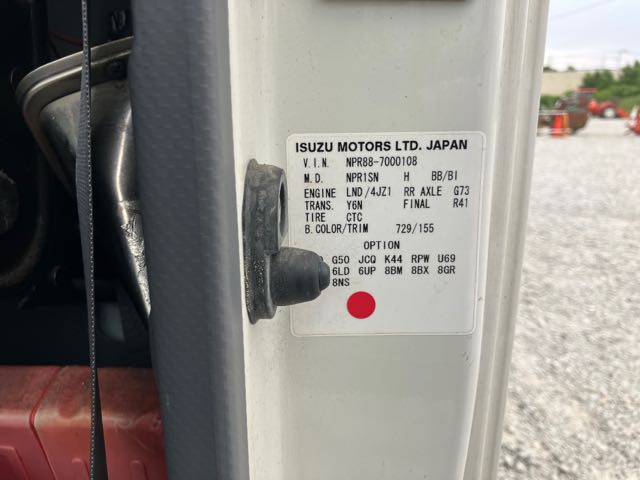 ISUZU MOTORS LTD. JAPAN
V.I.N. NPR88-7000108
M.D. NPR1SN H BB/BI
ENGINE LND/4JZ1 RR AXLE G73
TRANS. Y6N FINAL R41
TIRE CTC
B.COLOR/TRIM 729/155
OPTION
G50 JCQ K44 RPW U69
6LD 6UP 8BM 8BX 8GR
8NS